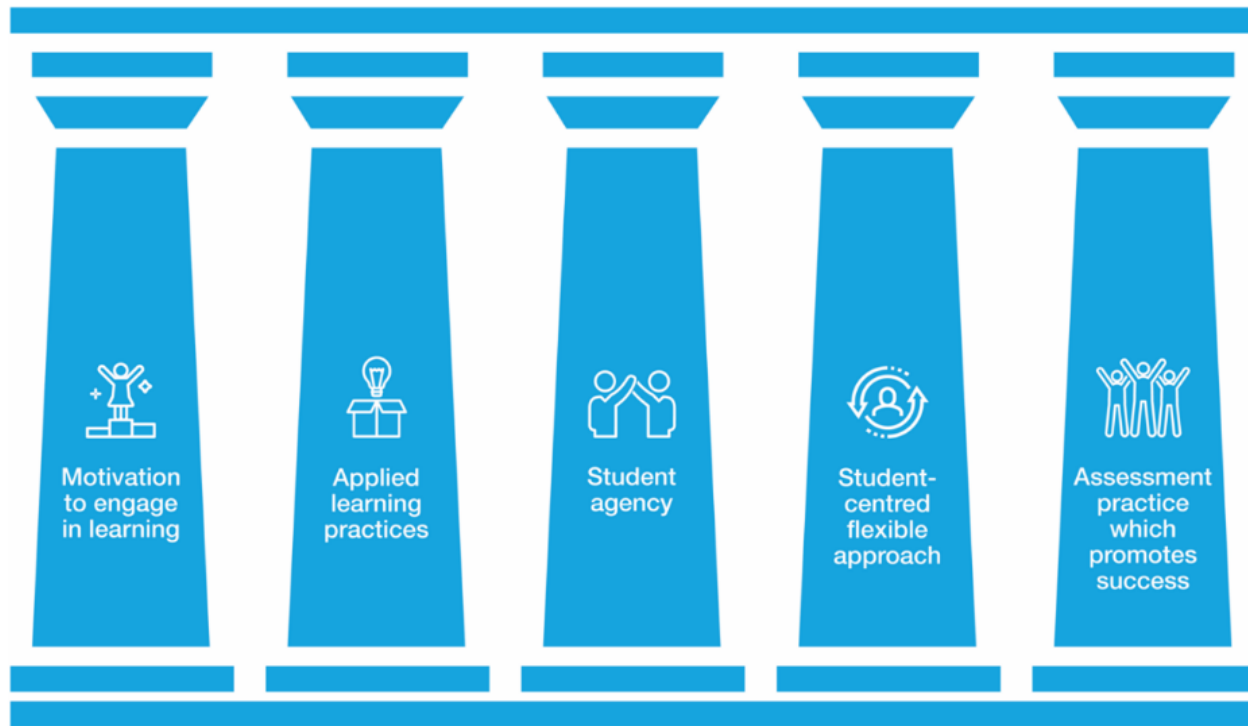 Motivation
to engage
in learning
Applied
learning
practices
Student
agency
Student-
centred
flexible
approach
Assessment
practice
which
promotes
success